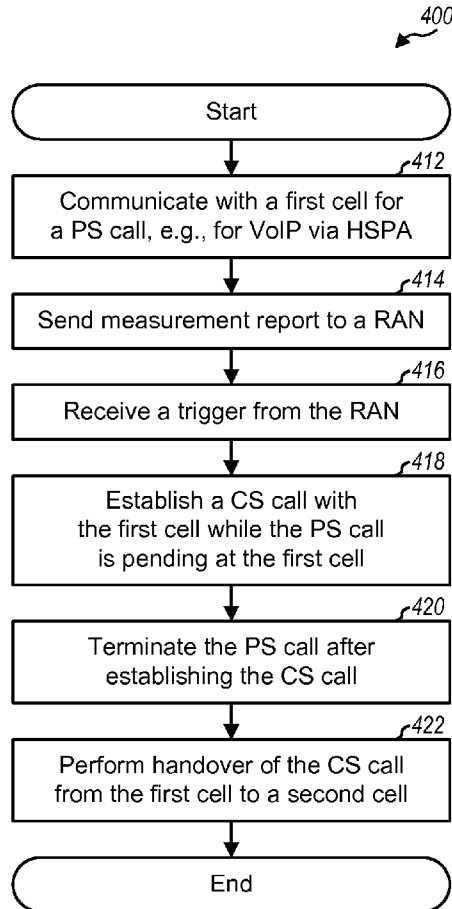 400
Start
412
Communicate with a first cell for
a PS call, e.g., for VoIP via HSPA
414
Send measurement report to a RAN
416
Receive a trigger from the RAN
418
Establish a CS call with
the first cell while the PS call
is pending at the first cell
420
Terminate the PS call after
establishing the CS call
422
Perform handover of the CS call
from the first cell to a second cell
End